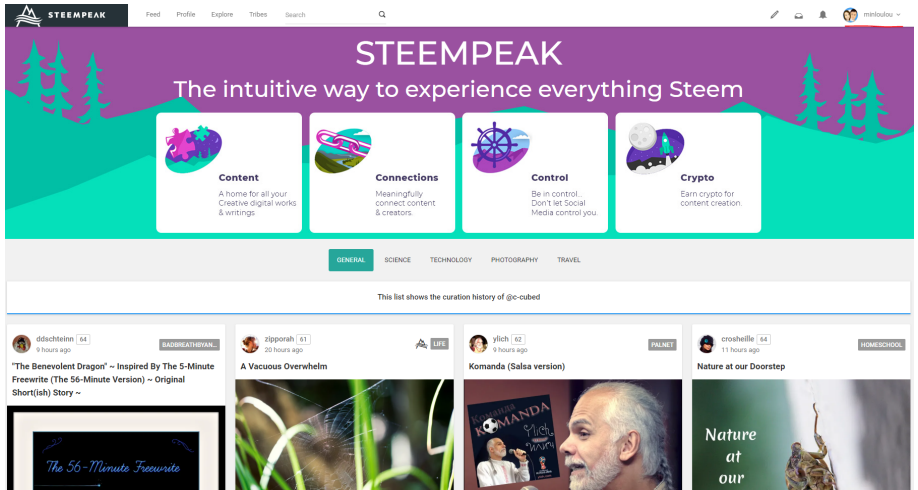 STEEMPEAK
Feed Profile Explore Tribes Search minloulou
STEEMPEAK
The intuitive way to experience everything Steem
Content
A home for all your
Creative digital works
& writings
Connections
Meaningfully
connect content
& creators.
Control
Be in control...
Don't let Social
Media control you.
Crypto
Earn crypto for
content creation.
GENERAL SCIENCE TECHNOLOGY PHOTOGRAPHY TRAVEL
This list shows the curation history of @c-cubed
ddschteinn 64
9 hours ago
BADBREATHBYAN...
"The Benevolent Dragon" ~ Inspired By The 5-Minute
Freewrite (The 56-Minute Version) ~ Original
Short(ish) Story ~
The 56-Minute Freewrite
zipporah 61
20 hours ago
LIFE
A Vacuous Overwhelm
ylich 62
9 hours ago
PALNET
Komanda (Salsa version)
KOMANDA
KOMANDA
crosheille 64
11 hours ago
HOMESCHOOL
Nature at our Doorstep
Nature
at
our